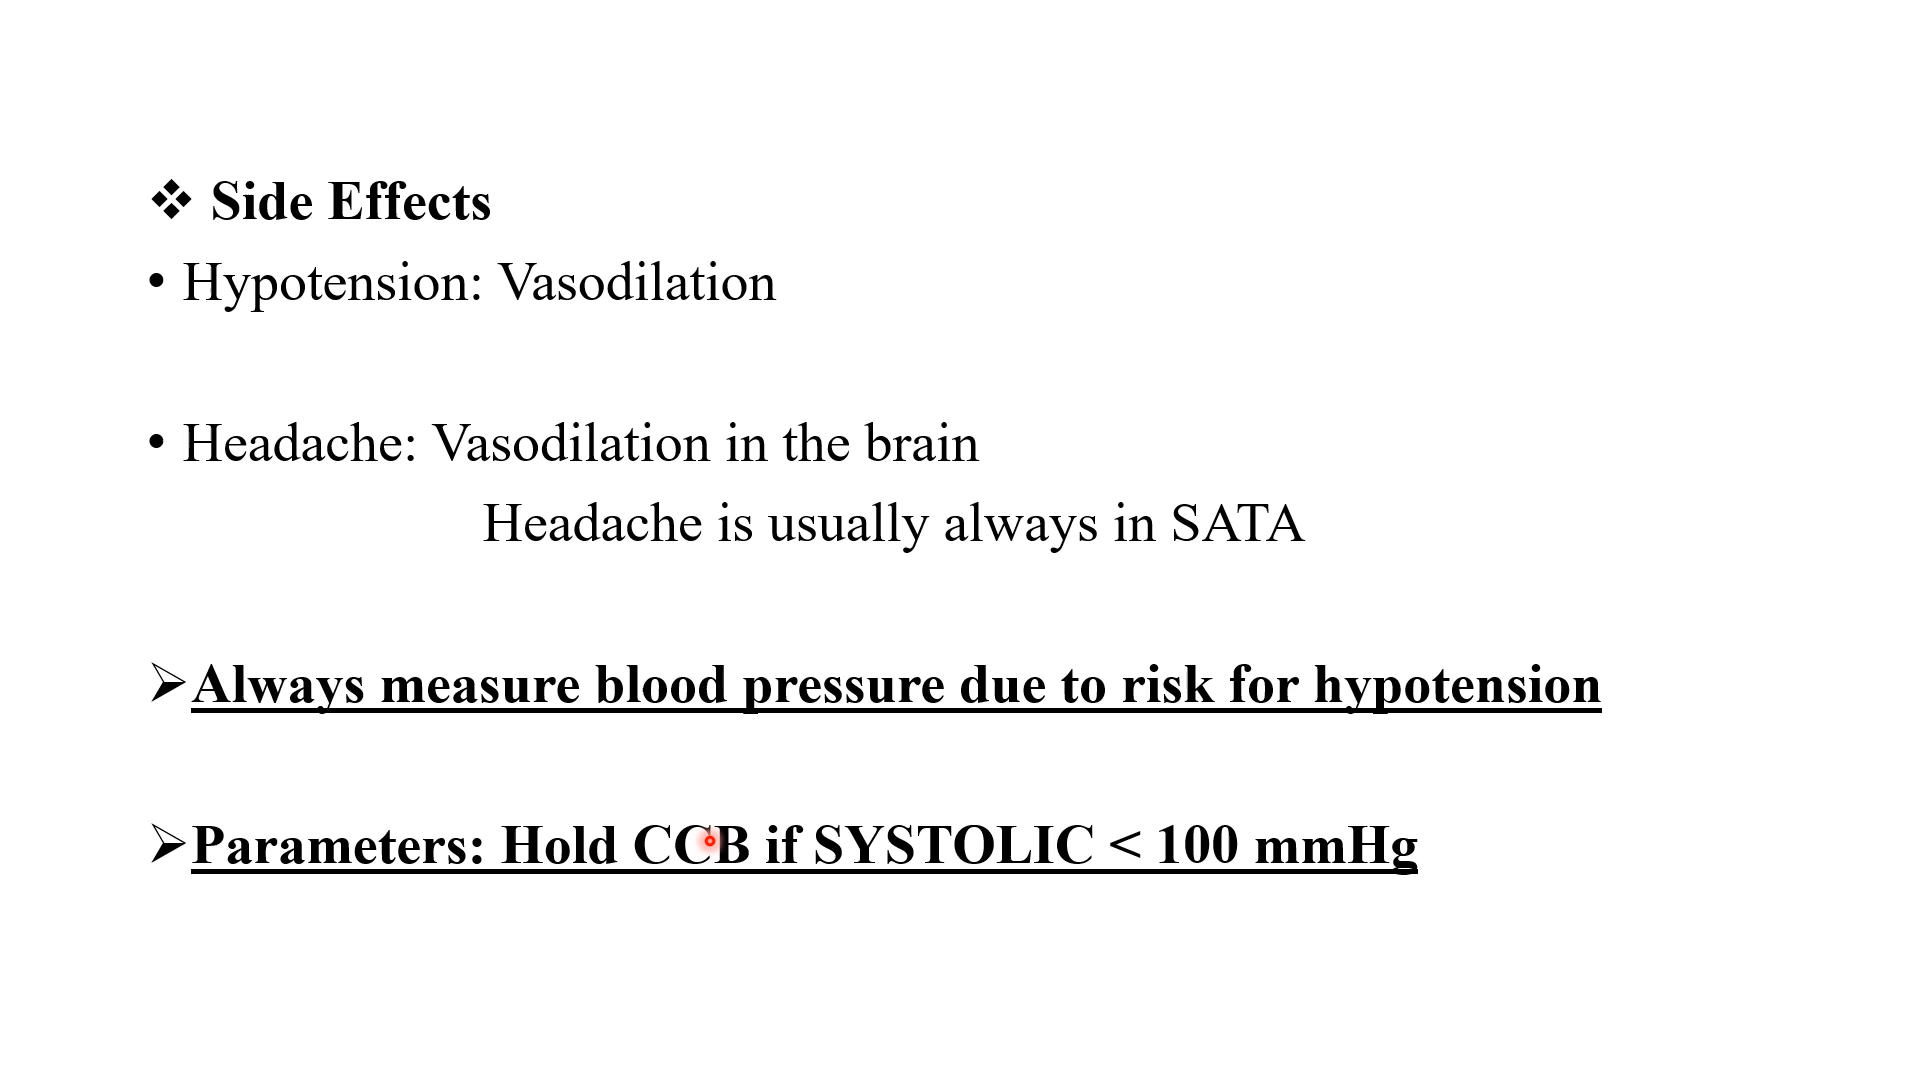 ❖ Side Effects
• Hypotension: Vasodilation
• Headache: Vasodilation in the brain
Headache is usually always in SATA
➢Always measure blood pressure due to risk for hypotension
➢Parameters: Hold CCB if SYSTOLIC < 100 mmHg